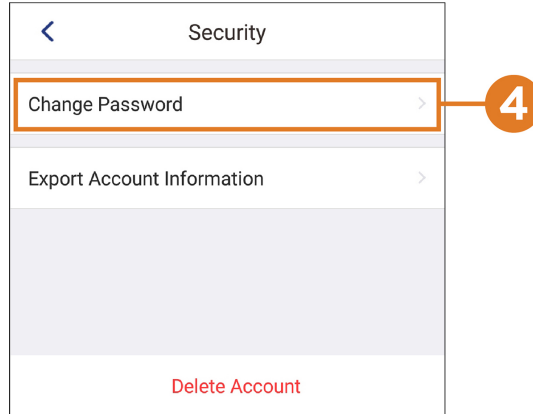 Security
Change Password
4
Export Account Information
Delete Account